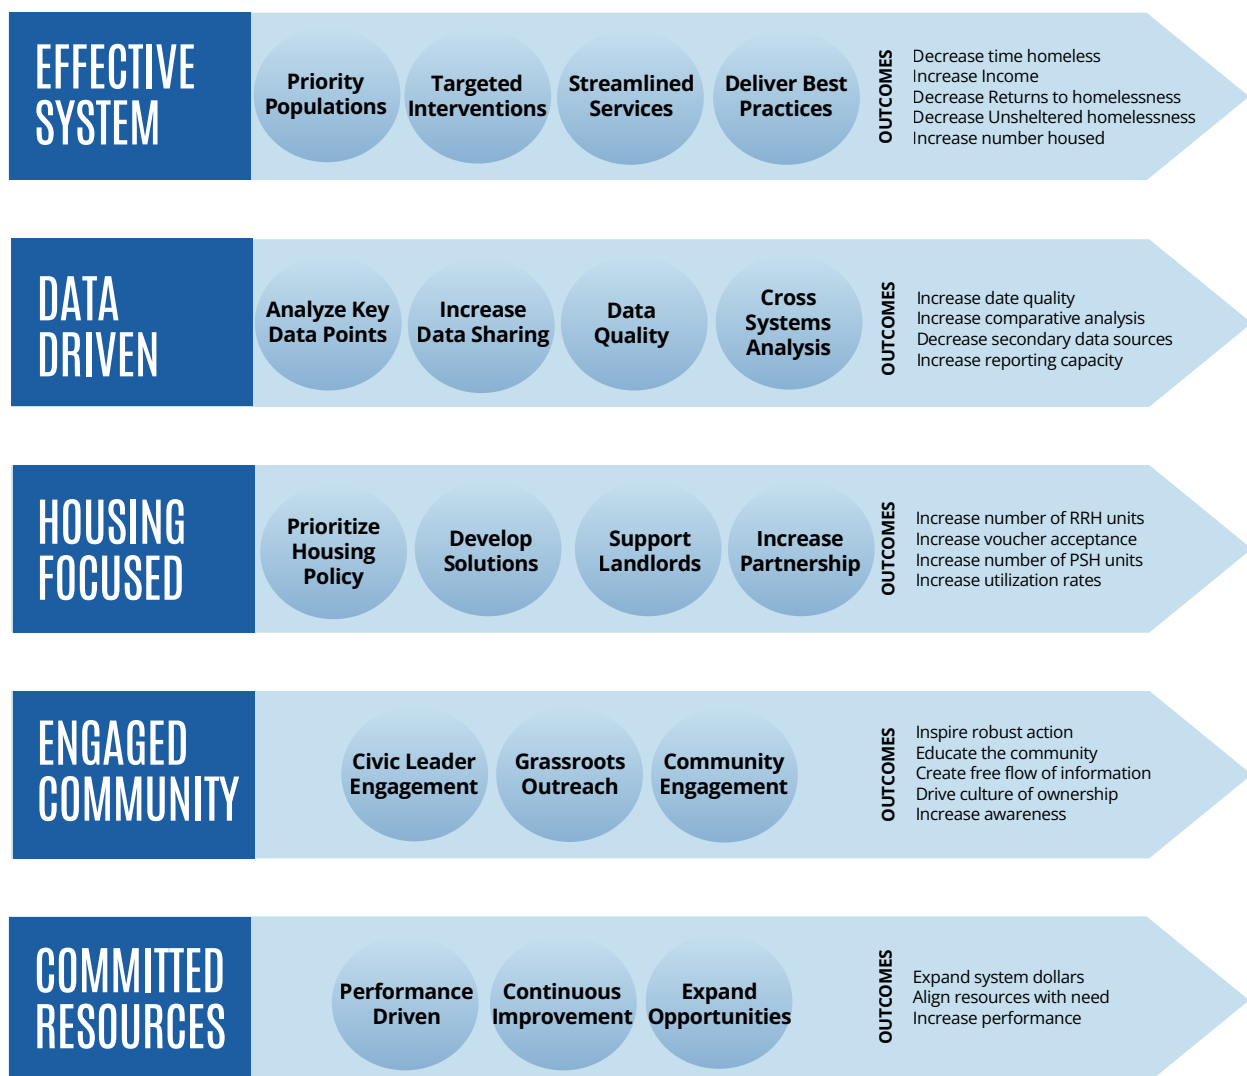 EFFECTIVE
SYSTEM
Priority
Populations
Targeted
Interventions
Streamlined
Services
Deliver Best
Practices
OUTCOMES
Decrease time homeless
Increase Income
Decrease Returns to homelessness
Decrease Unsheltered homelessness
Increase number housed
DATA
DRIVEN
Analyze Key
Data Points
Increase
Data Sharing
Data
Quality
Cross
Systems
Analysis
OUTCOMES
Increase date quality
Increase comparative analysis
Decrease secondary data sources
Increase reporting capacity
HOUSING
FOCUSED
Prioritize
Housing
Policy
Develop
Solutions
Support
Landlords
Increase
Partnership
OUTCOMES
Increase number of RRH units
Increase voucher acceptance
Increase number of PSH units
Increase utilization rates
ENGAGED
COMMUNITY
Civic Leader
Engagement
Grassroots
Outreach
Community
Engagement
OUTCOMES
Inspire robust action
Educate the community
Create free flow of information
Drive culture of ownership
Increase awareness
COMMITTED
RESOURCES
Performance
Driven
Continuous
Improvement
Expand
Opportunities
OUTCOMES
Expand system dollars
Align resources with need
Increase performance